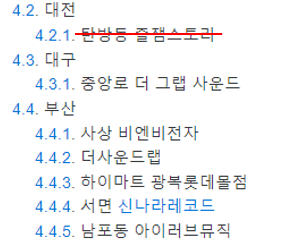 4.2. 대전
4.2.1. 탄방동 즐잼스토리
4.3. 대구
4.3.1. 중앙로 더 그랩 사운드
4.4. 부산
4.4.1. 사상 비엔비전자
4.4.2. 더사운드랩
4.4.3. 하이마트 광복롯데몰점
4.4.4. 서면 신나라레코드
4.4.5. 남포동 아이러브뮤직